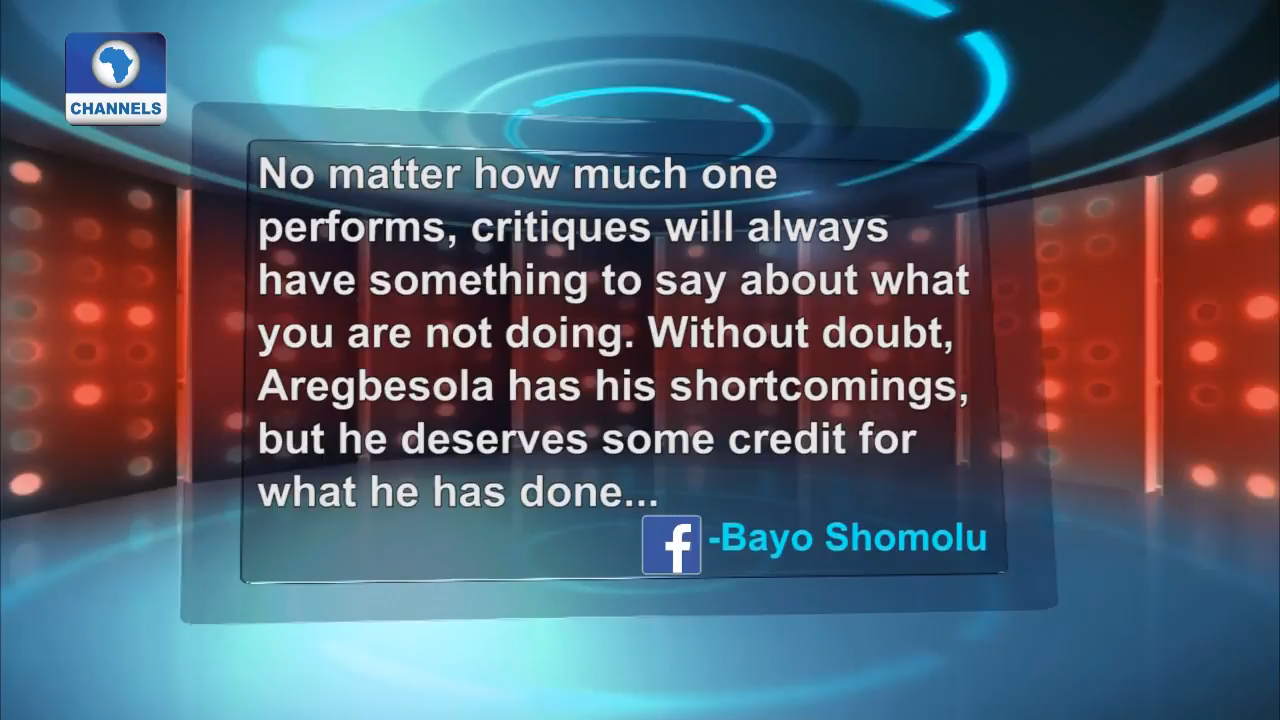 CHANNELS
No matter how much one
performs, critiques will always
have something to say about what
you are not doing. Without doubt,
Aregbesola has his shortcomings,
but he deserves some credit for
what he has done...
f -Bayo Shomolu